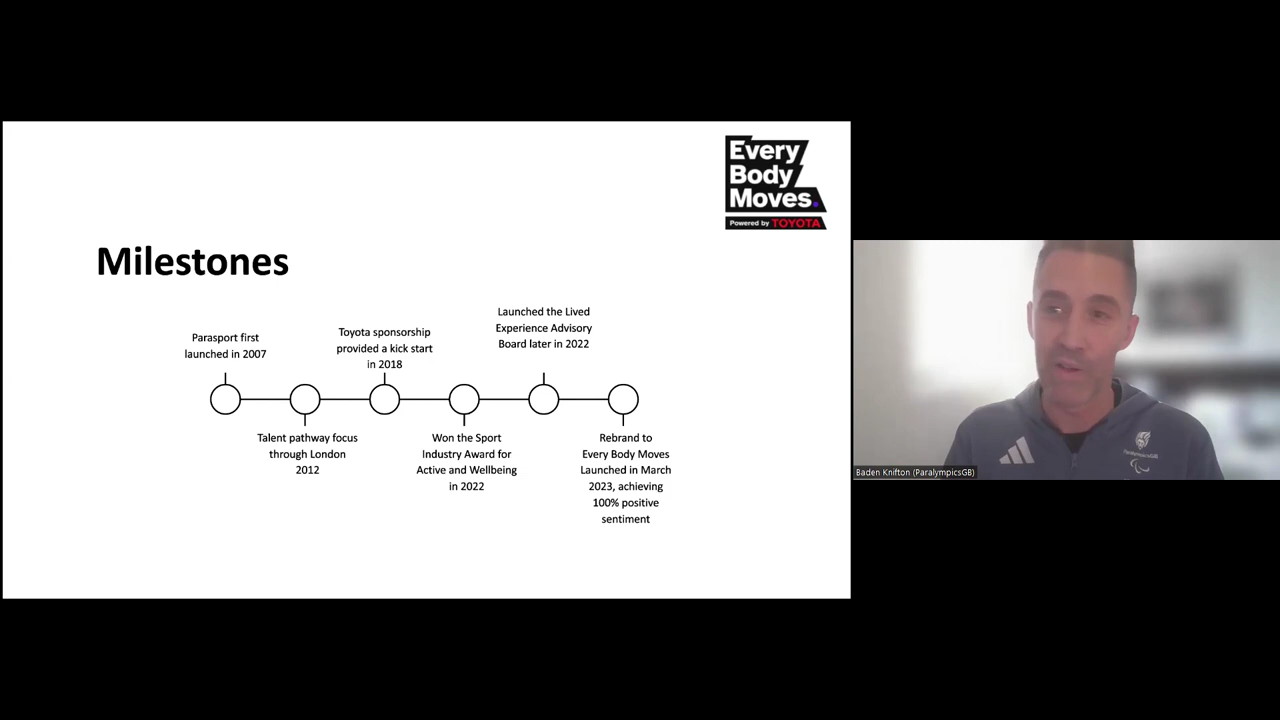 Every
Body
Moves.
Powered by TOYOTA
Milestones
Parasport first
launched in 2007
Talent pathway focus
through London
2012
Toyota sponsorship
provided a kick start
in 2018
Won the Sport
Industry Award for
Active and Wellbeing
in 2022
Launched the Lived
Experience Advisory
Board later in 2022
Rebrand to
Every Body Moves
Launched in March
2023, achieving
100% positive
sentiment
ParalympicsGB
Baden Knifton (ParalympicsGB)